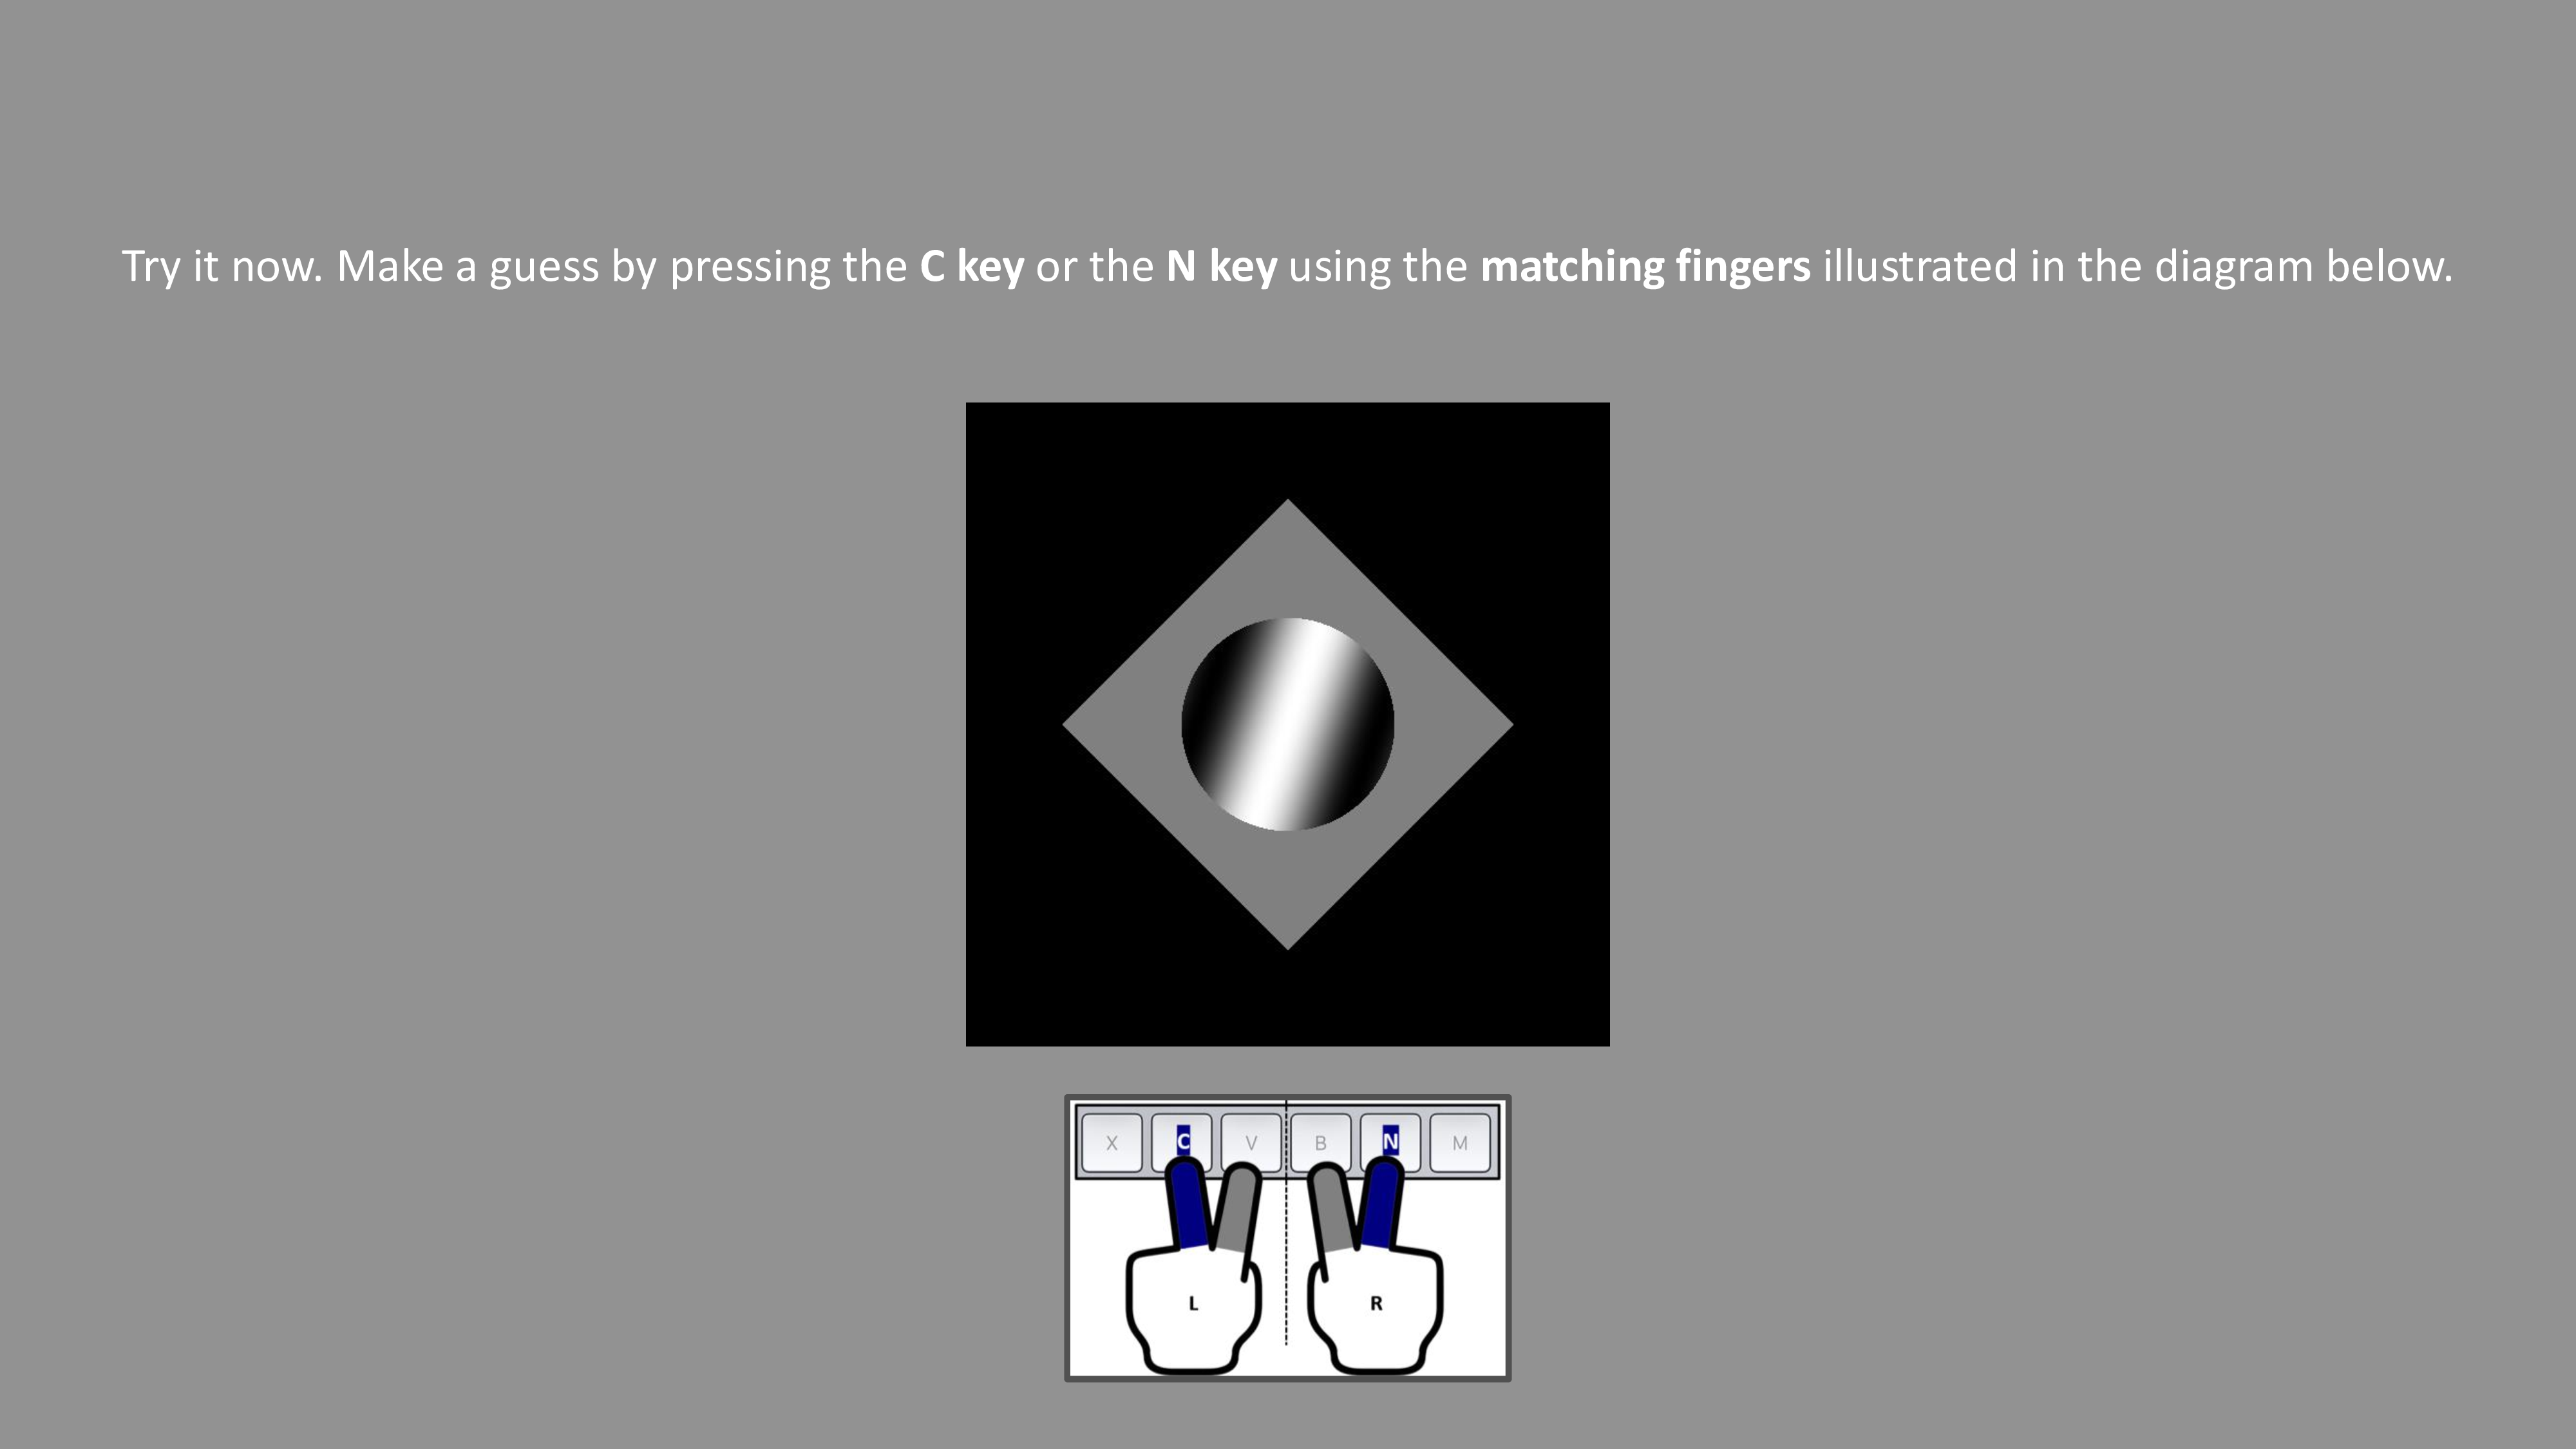 Try it now. Make a guess by pressing the C key or the N key using the matching fingers illustrated in the diagram below.
X C V B N M
L R